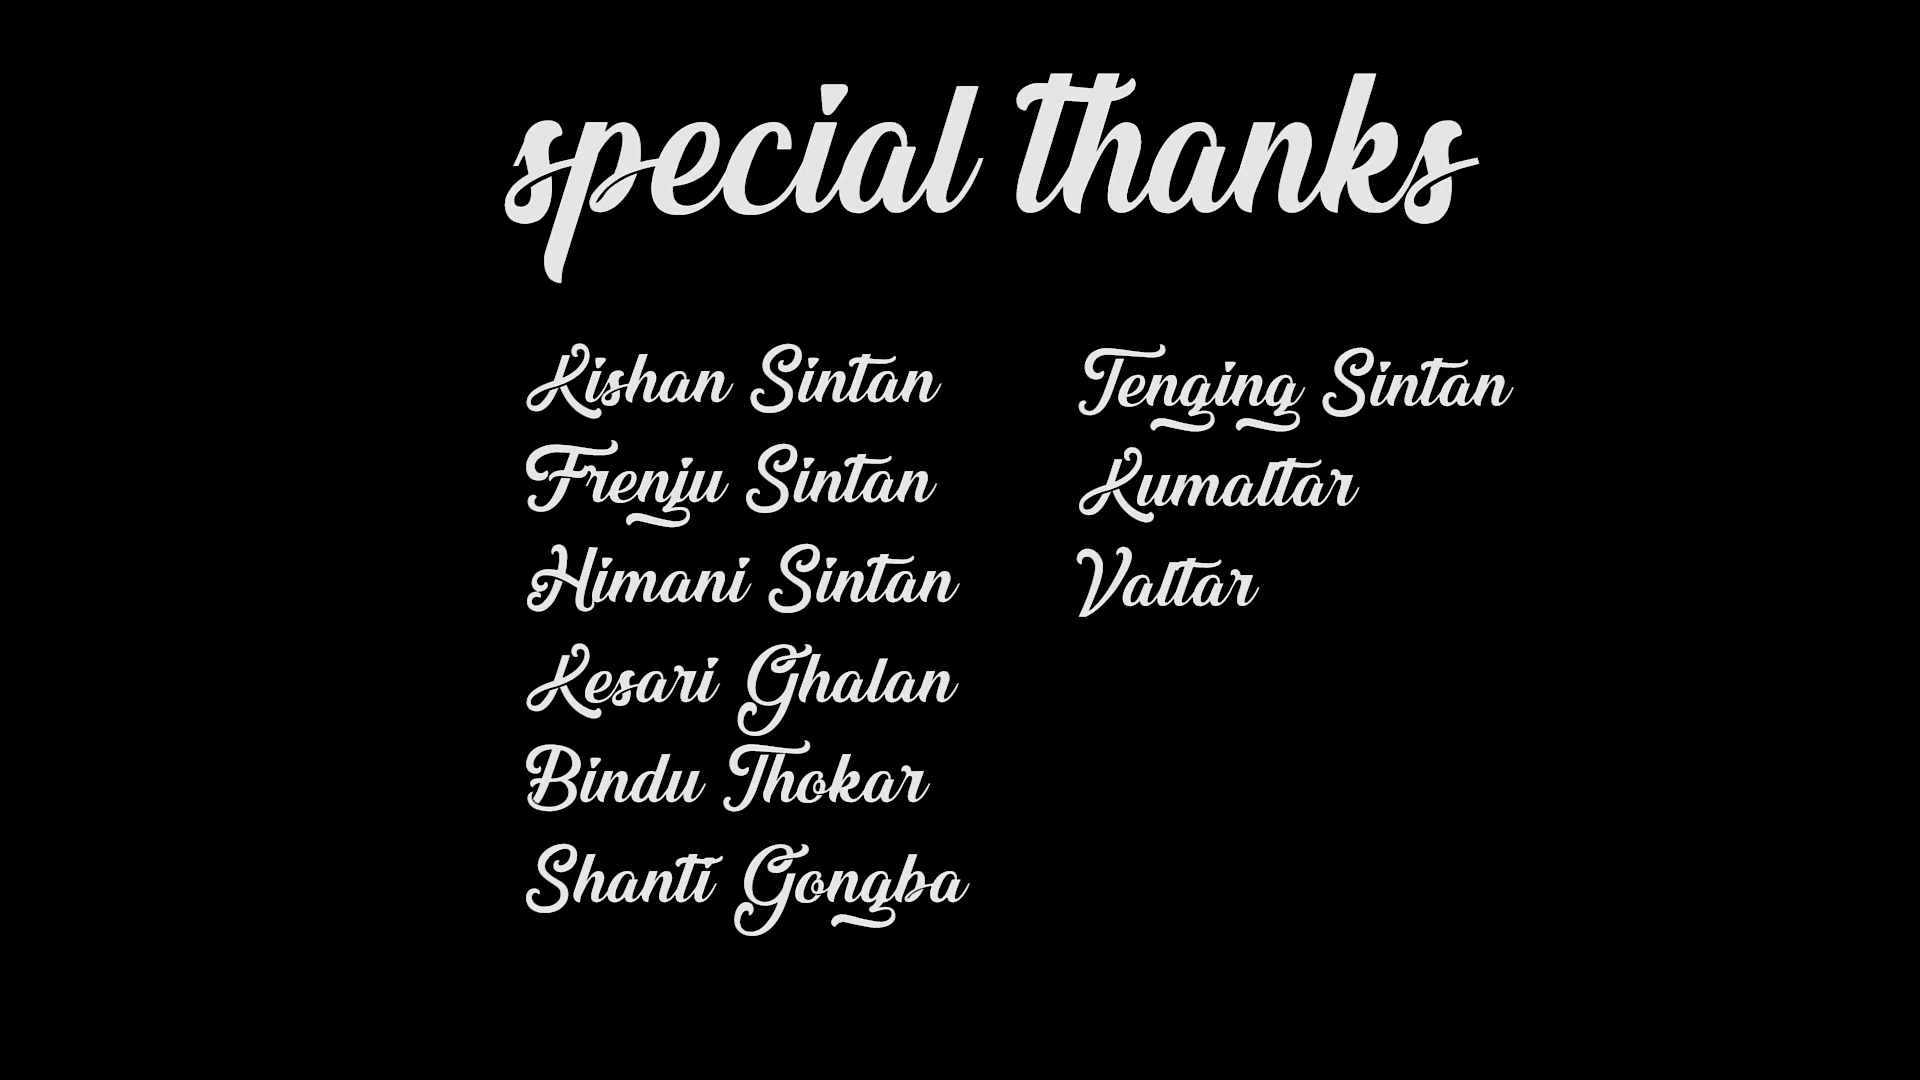 special thanks
Kishan Sintan
Frenju Sintan
Himani Sintan
Kesari Ghalan
Bindu Thokar
Shanti Gongba
Tenging Sintan
Kumaltar
Valtar